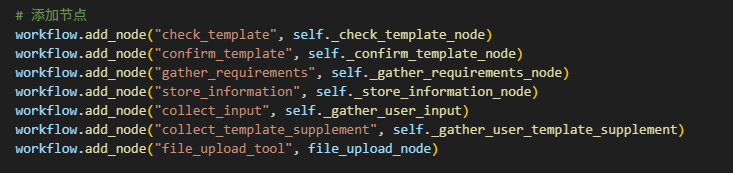 # 添加节点
workflow.add_node("check_template", self._check_template_node)
workflow.add_node("confirm_template", self._confirm_template_node)
workflow.add_node("gather_requirements", self._gather_requirements_node)
workflow.add_node("store_information", self._store_information_node)
workflow.add_node("collect_input", self._gather_user_input)
workflow.add_node("collect_template_supplement", self._gather_user_template_supplement)
workflow.add_node("file_upload_tool", file_upload_node)